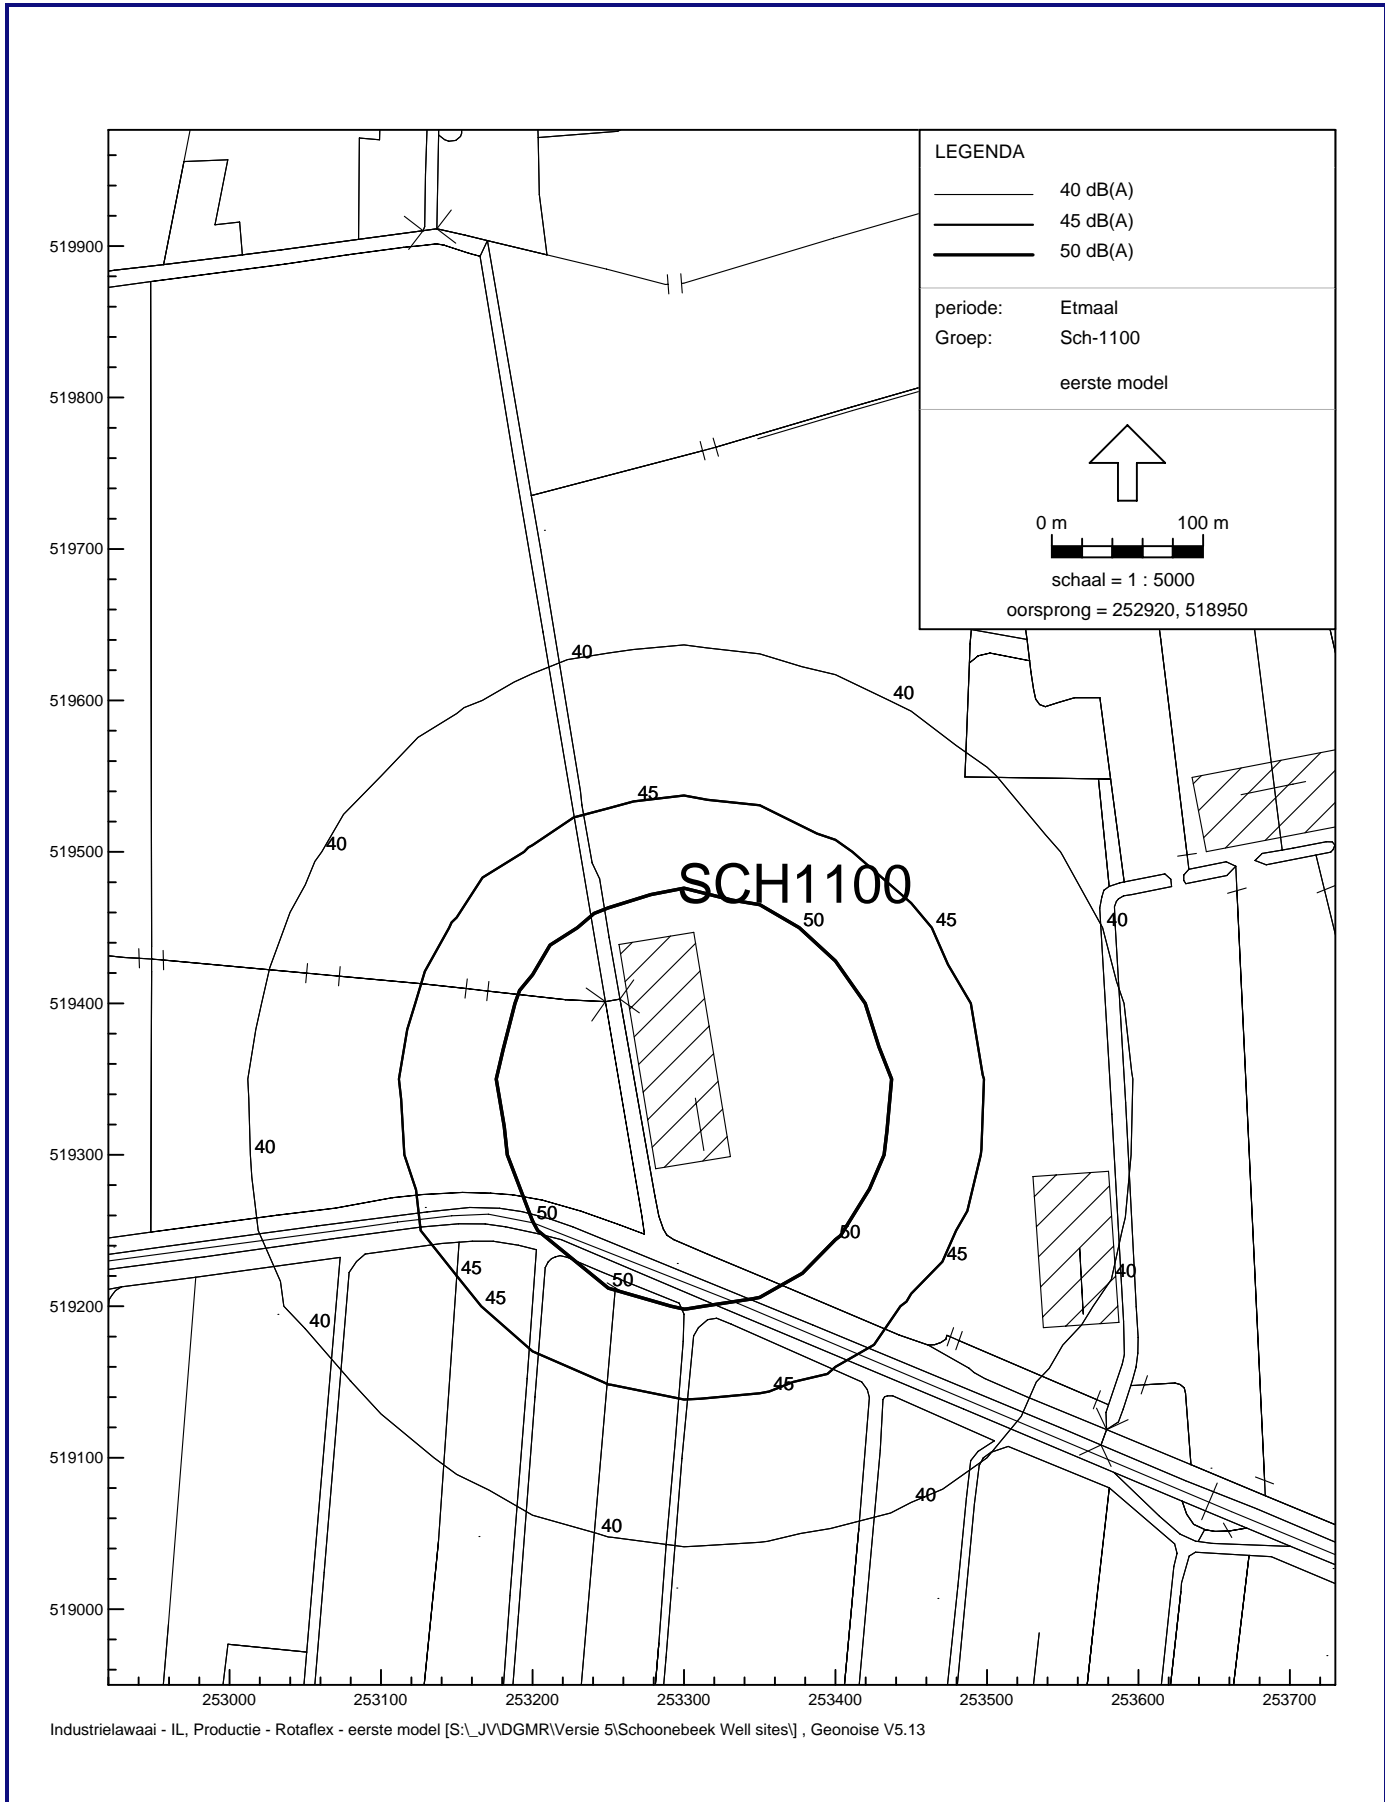 LEGENDA
40 dB(A)
45 dB(A)
50 dB(A)
periode: Etmaal
Groep: Sch-1100
eerste model
0 m 100 m
schaal = 1 : 5000
oorsprong = 252920, 518950
519900
519800
519700
519600
519500
519400
519300
519200
519100
519000
40
40
45
40
SCH1100
50
45
40
40
50
50
45
45
50
40
45
40
45
40
40
253000 253100 253200 253300 253400 253500 253600 253700
Industrielawaai - IL, Productie - Rotaflex - eerste model [S:\_JV\DGMR\Versie 5\Schoonebeek Well sites\] , Geonoise V5.13